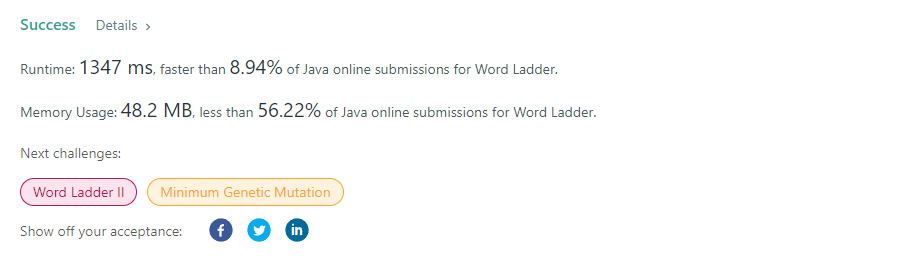 Success Details >
Runtime: 1347 ms, faster than 8.94% of Java online submissions for Word Ladder.
Memory Usage: 48.2 MB, less than 56.22% of Java online submissions for Word Ladder.
Next challenges:
Word Ladder II Minimum Genetic Mutation
Show off your acceptance: f in